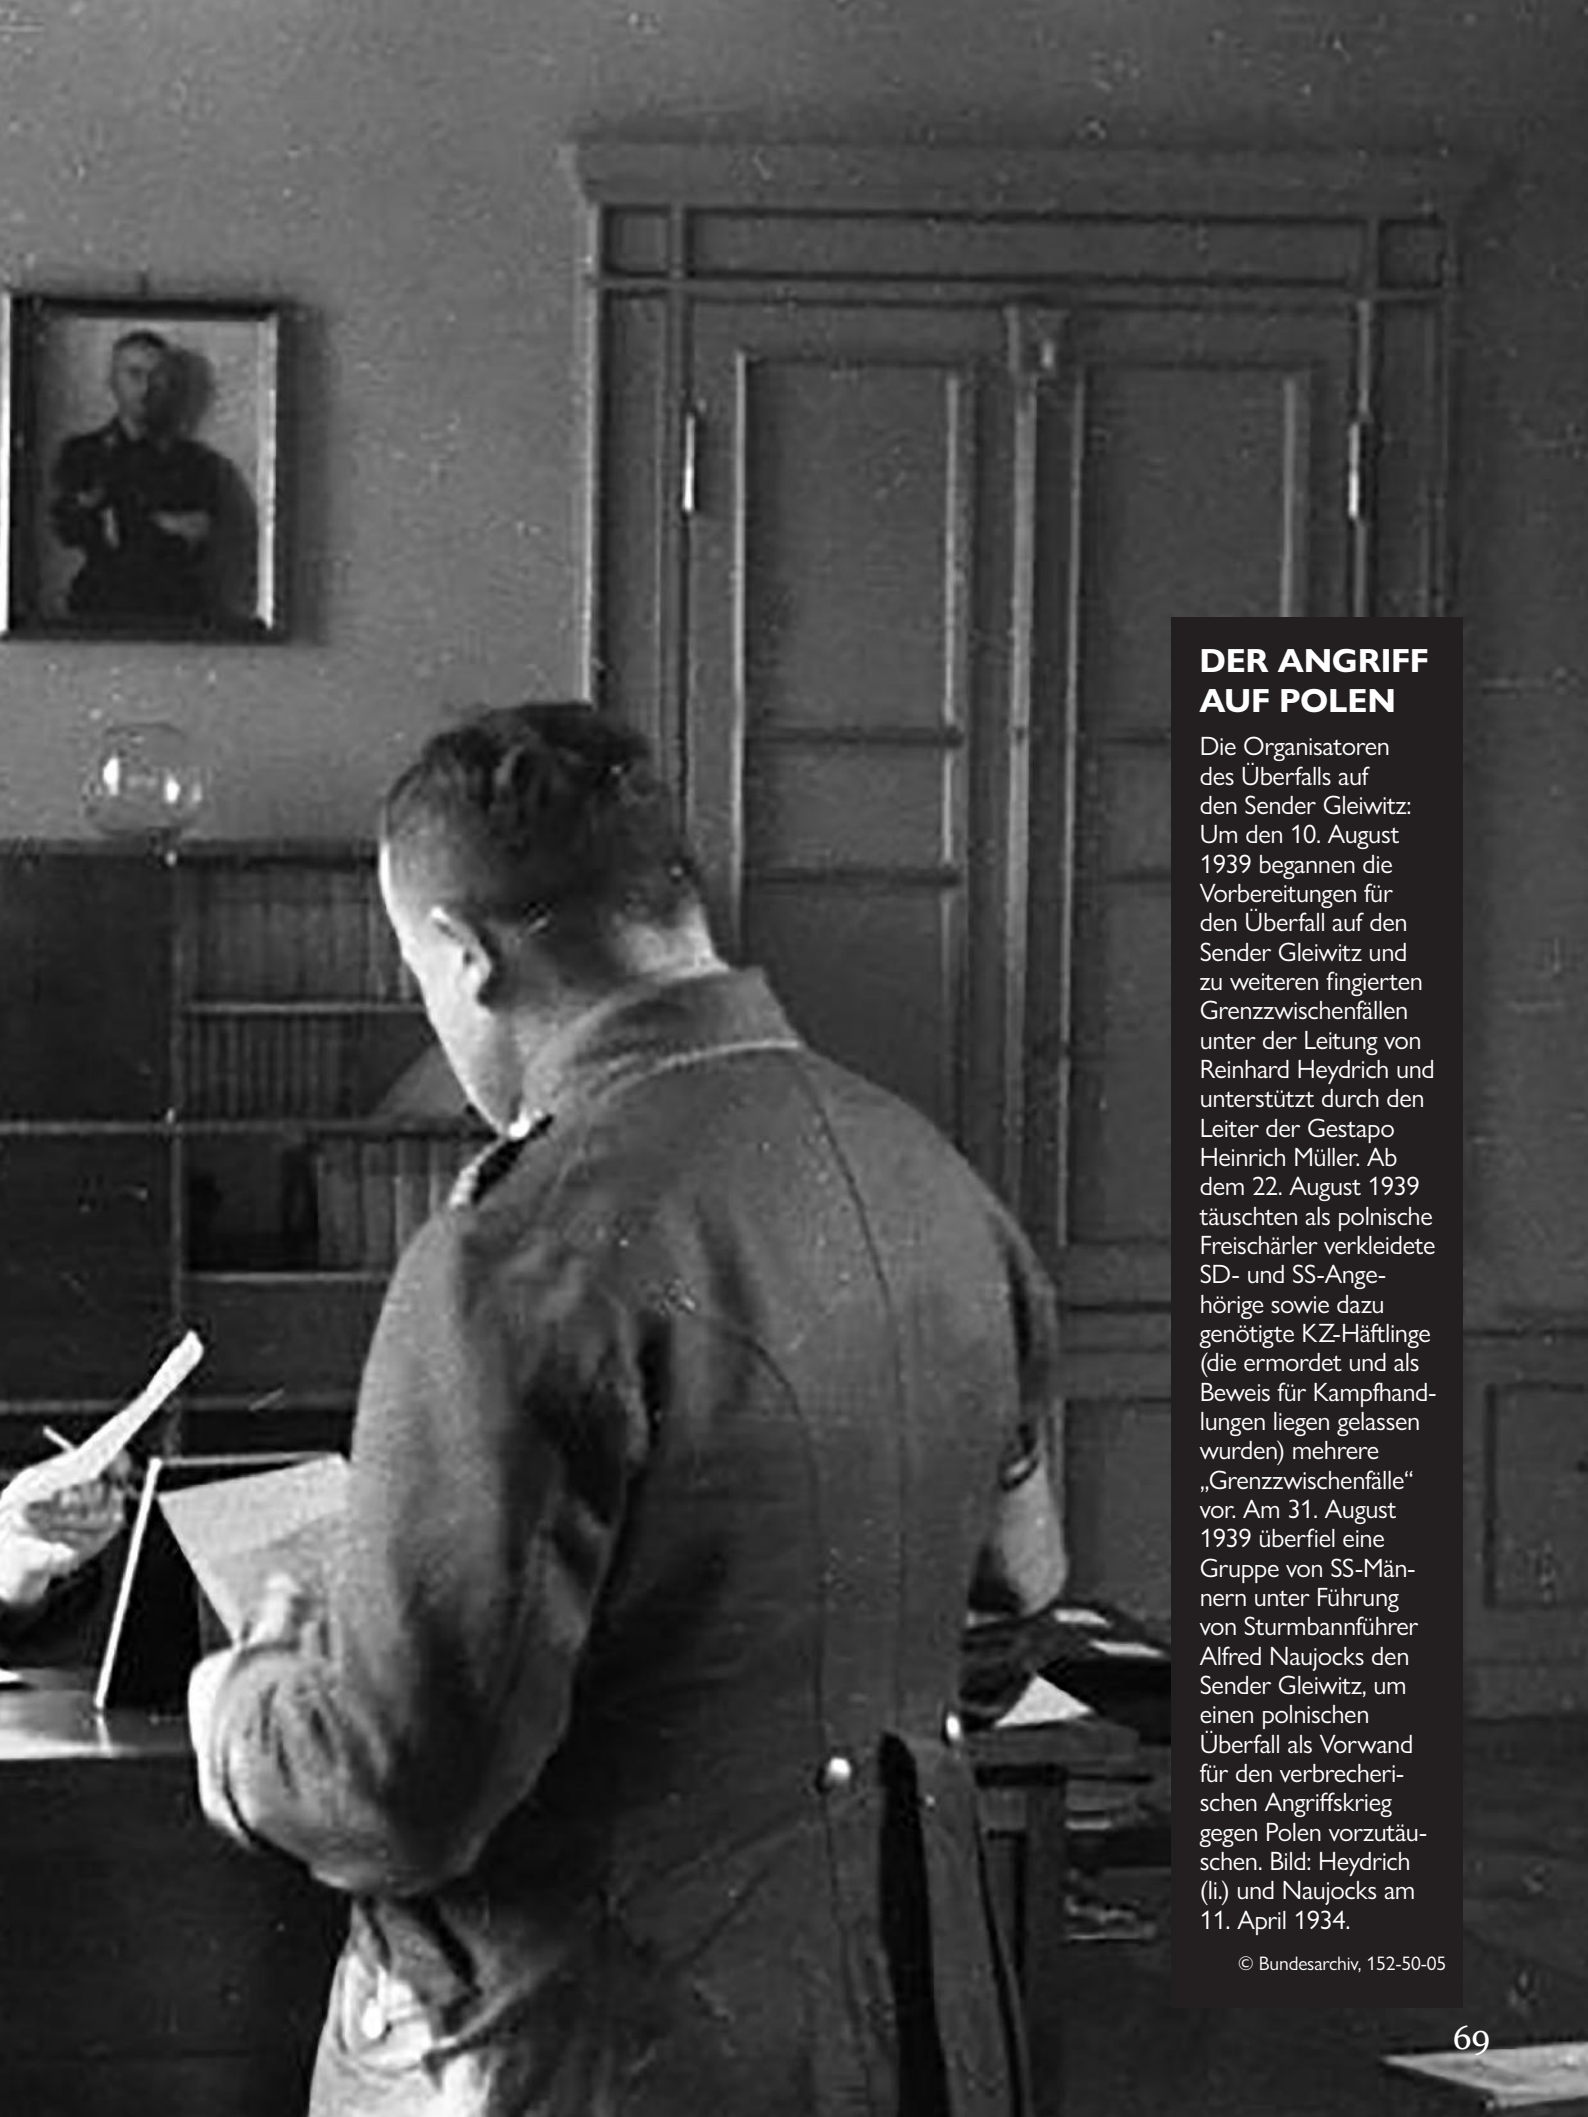 DER ANGRIFF
AUF POLEN
Die Organisatoren
des Überfalls auf
den Sender Gleiwitz:
Um den 10. August
1939 begannen die
Vorbereitungen für
den Überfall auf den
Sender Gleiwitz und
zu weiteren fingierten
Grenzzwischenfällen
unter der Leitung von
Reinhard Heydrich und
unterstützt durch den
Leiter der Gestapo
Heinrich Müller. Ab
dem 22. August 1939
täuschten als polnische
Freischärler verkleidete
SD- und SS-Ange-
hörige sowie dazu
genötigte KZ-Häftlinge
(die ermordet und als
Beweis für Kampfhand-
lungen liegen gelassen
wurden) mehrere
„Grenzzwischenfälle“
vor. Am 31. August
1939 überfiel eine
Gruppe von SS-Män-
nern unter Führung
von Sturmbannführer
Alfred Naujocks den
Sender Gleiwitz, um
einen polnischen
Überfall als Vorwand
für den verbrecheri-
schen Angriffskrieg
gegen Polen vorzutäu-
schen. Bild: Heydrich
(li.) und Naujocks am
11. April 1934.
© Bundesarchiv, 152-50-05
69